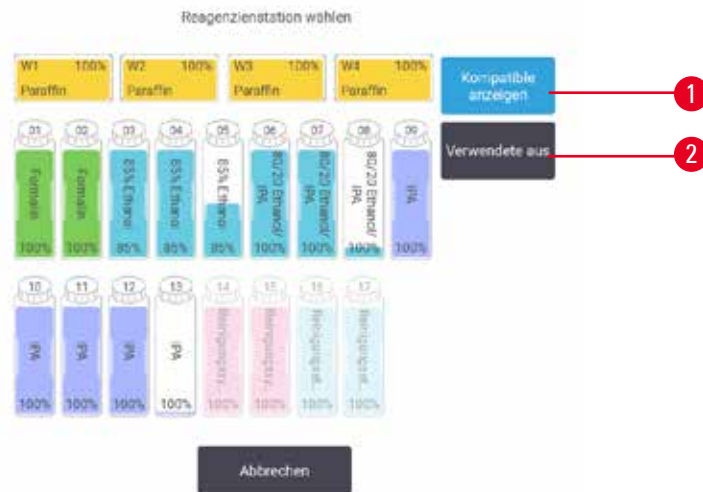 Reagenzienstation wählen
W1 100% W2 100% W3 100% W4 100%
Paraffin Paraffin Paraffin Paraffin
Kompatible
anzeigen
1
Verwendete aus
2
01 02 03 04 05 06 07 08 09
Formalin
Formalin
85% Ethanol
85% Ethanol
85% Ethanol
80/20 Ethanol/
IPA
80/20 Ethanol/
IPA
80/20 Ethanol/
IPA
IPA
100% 100% 85% 85% 85% 100% 100% 100% 100%
10 11 12 13 14 15 16 17
IPA
IPA
IPA
IPA
Reinigungsxy...
Reinigungsxy...
Reinigungsal...
Reinigungsal...
100% 100% 100% 100% 100% 100% 100% 100%
Abbrechen